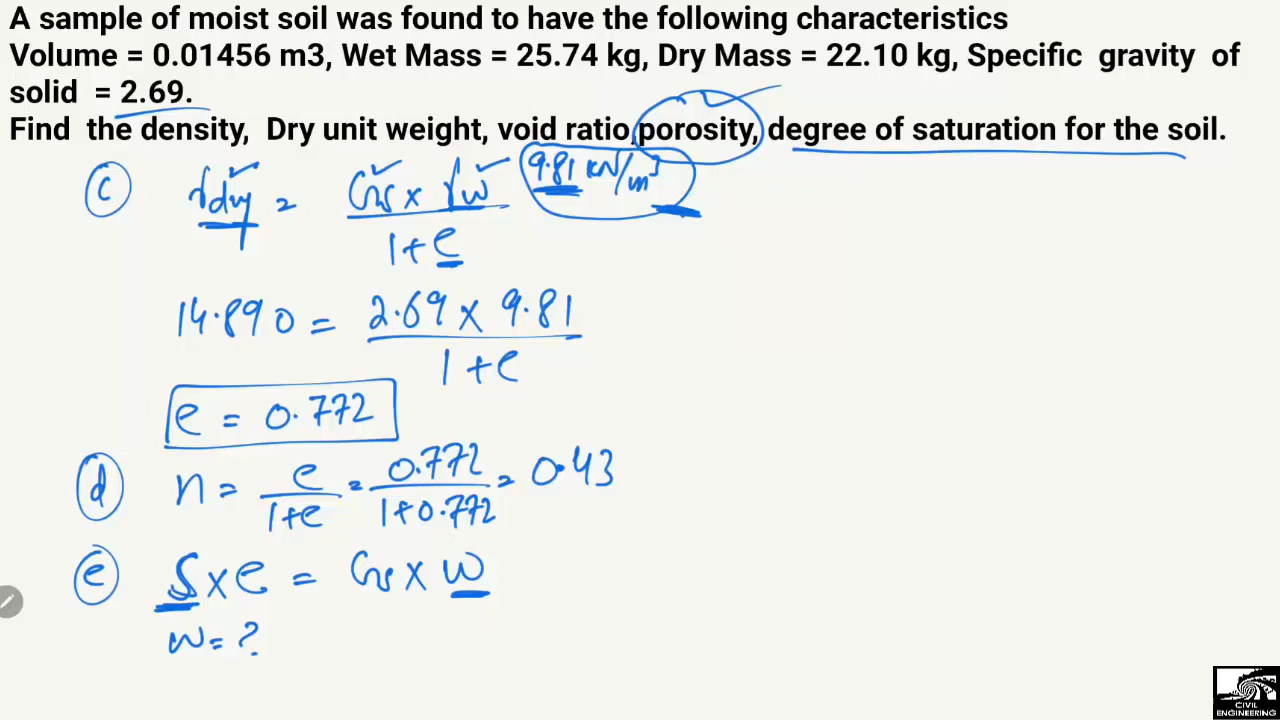 A sample of moist soil was found to have the following characteristics
Volume = 0.01456 m3, Wet Mass = 25.74 kg, Dry Mass = 22.10 kg, Specific gravity of
solid = 2.69.
Find the density, Dry unit weight, void ratio,porosity, degree of saturation for the soil.
c γdry = Gs x γw / 1+e 9.81 kN/m³
14.890 = 2.69 x 9.81 / 1+e
e = 0.772
d n = e / 1+e = 0.772 / 1+0.772 = 0.43
e S x e = Gs x w
w = ?
CIVIL
ENGINEERING